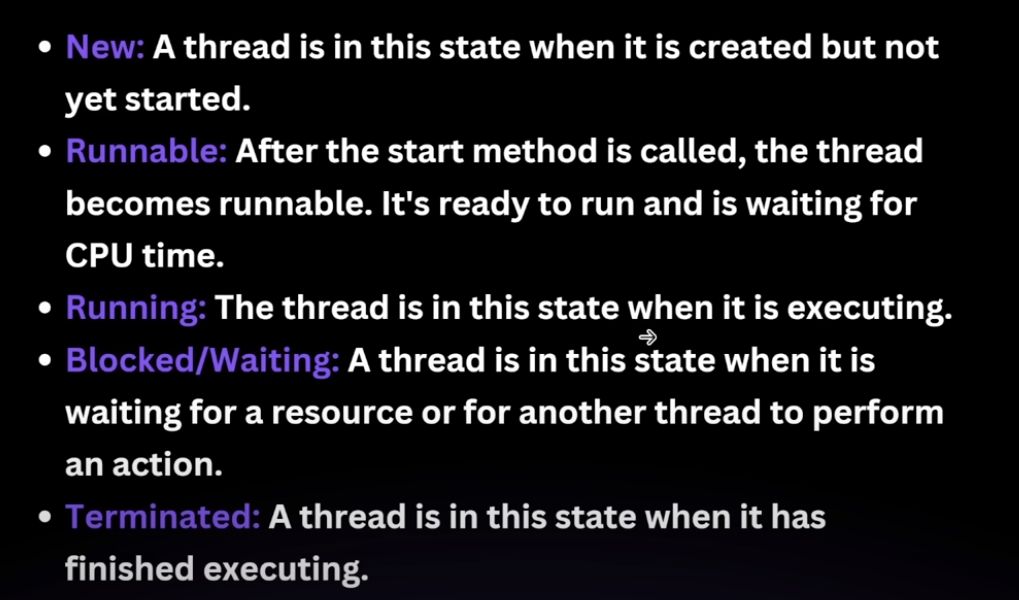 • New: A thread is in this state when it is created but not
yet started.
• Runnable: After the start method is called, the thread
becomes runnable. It's ready to run and is waiting for
CPU time.
• Running: The thread is in this state when it is executing.
• Blocked/Waiting: A thread is in this state when it is
waiting for a resource or for another thread to perform
an action.
• Terminated: A thread is in this state when it has
finished executing.